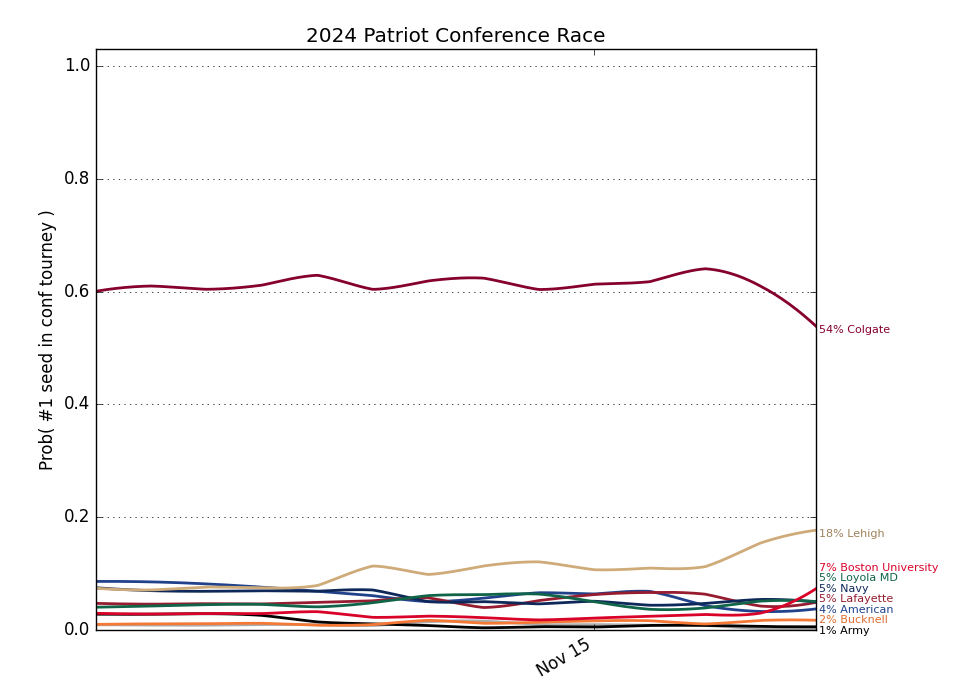 2024 Patriot Conference Race
Prob( #1 seed in conf tourney )
1.0
0.8
0.6
0.4
0.2
0.0
Nov 15
54% Colgate
18% Lehigh
7% Boston University
5% Loyola MD
5% Navy
5% Lafayette
4% American
2% Bucknell
1% Army